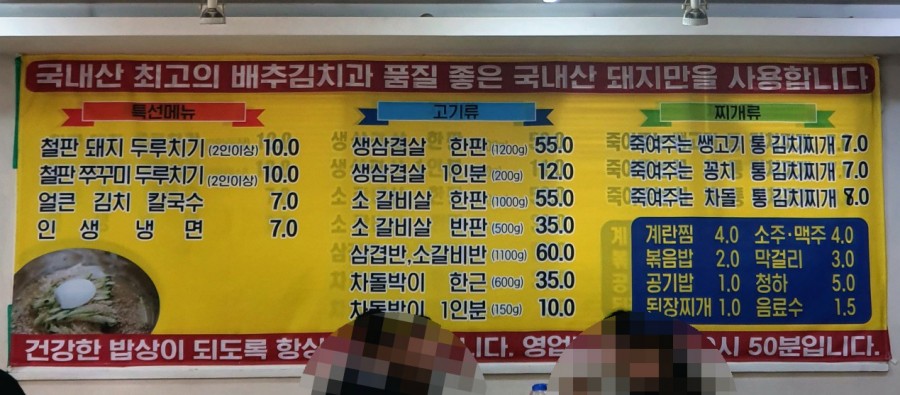 국내산 최고의 배추김치과 품질 좋은 국내산 돼지만을 사용합니다
특선메뉴
철판 돼지 두루치기 (2인이상) 10.0
철판 쭈꾸미 두루치기 (2인이상) 10.0
얼큰 김치 칼국수 7.0
인생냉면 7.0
고기류
생삼겹살 한판 (1200g) 55.0
생삼겹살 1인분 (200g) 12.0
소갈비살 한판 (1000g) 55.0
소갈비살 반판 (500g) 35.0
삼겹반,소갈비반 (1100g) 60.0
차돌박이 한근 (600g) 35.0
차돌박이 1인분 (150g) 10.0
찌개류
죽여주는 쌩고기 통 김치찌개 7.0
죽여주는 꽁치 통 김치찌개 7.0
죽여주는 차돌 통 김치찌개 8.0
계란찜 4.0 소주·맥주 4.0
볶음밥 2.0 막걸리 3.0
공기밥 1.0 청하 5.0
된장찌개 1.0 음료수 1.5
건강한 밥상이 되도록 항상 니다. 영업 시 50분입니다.